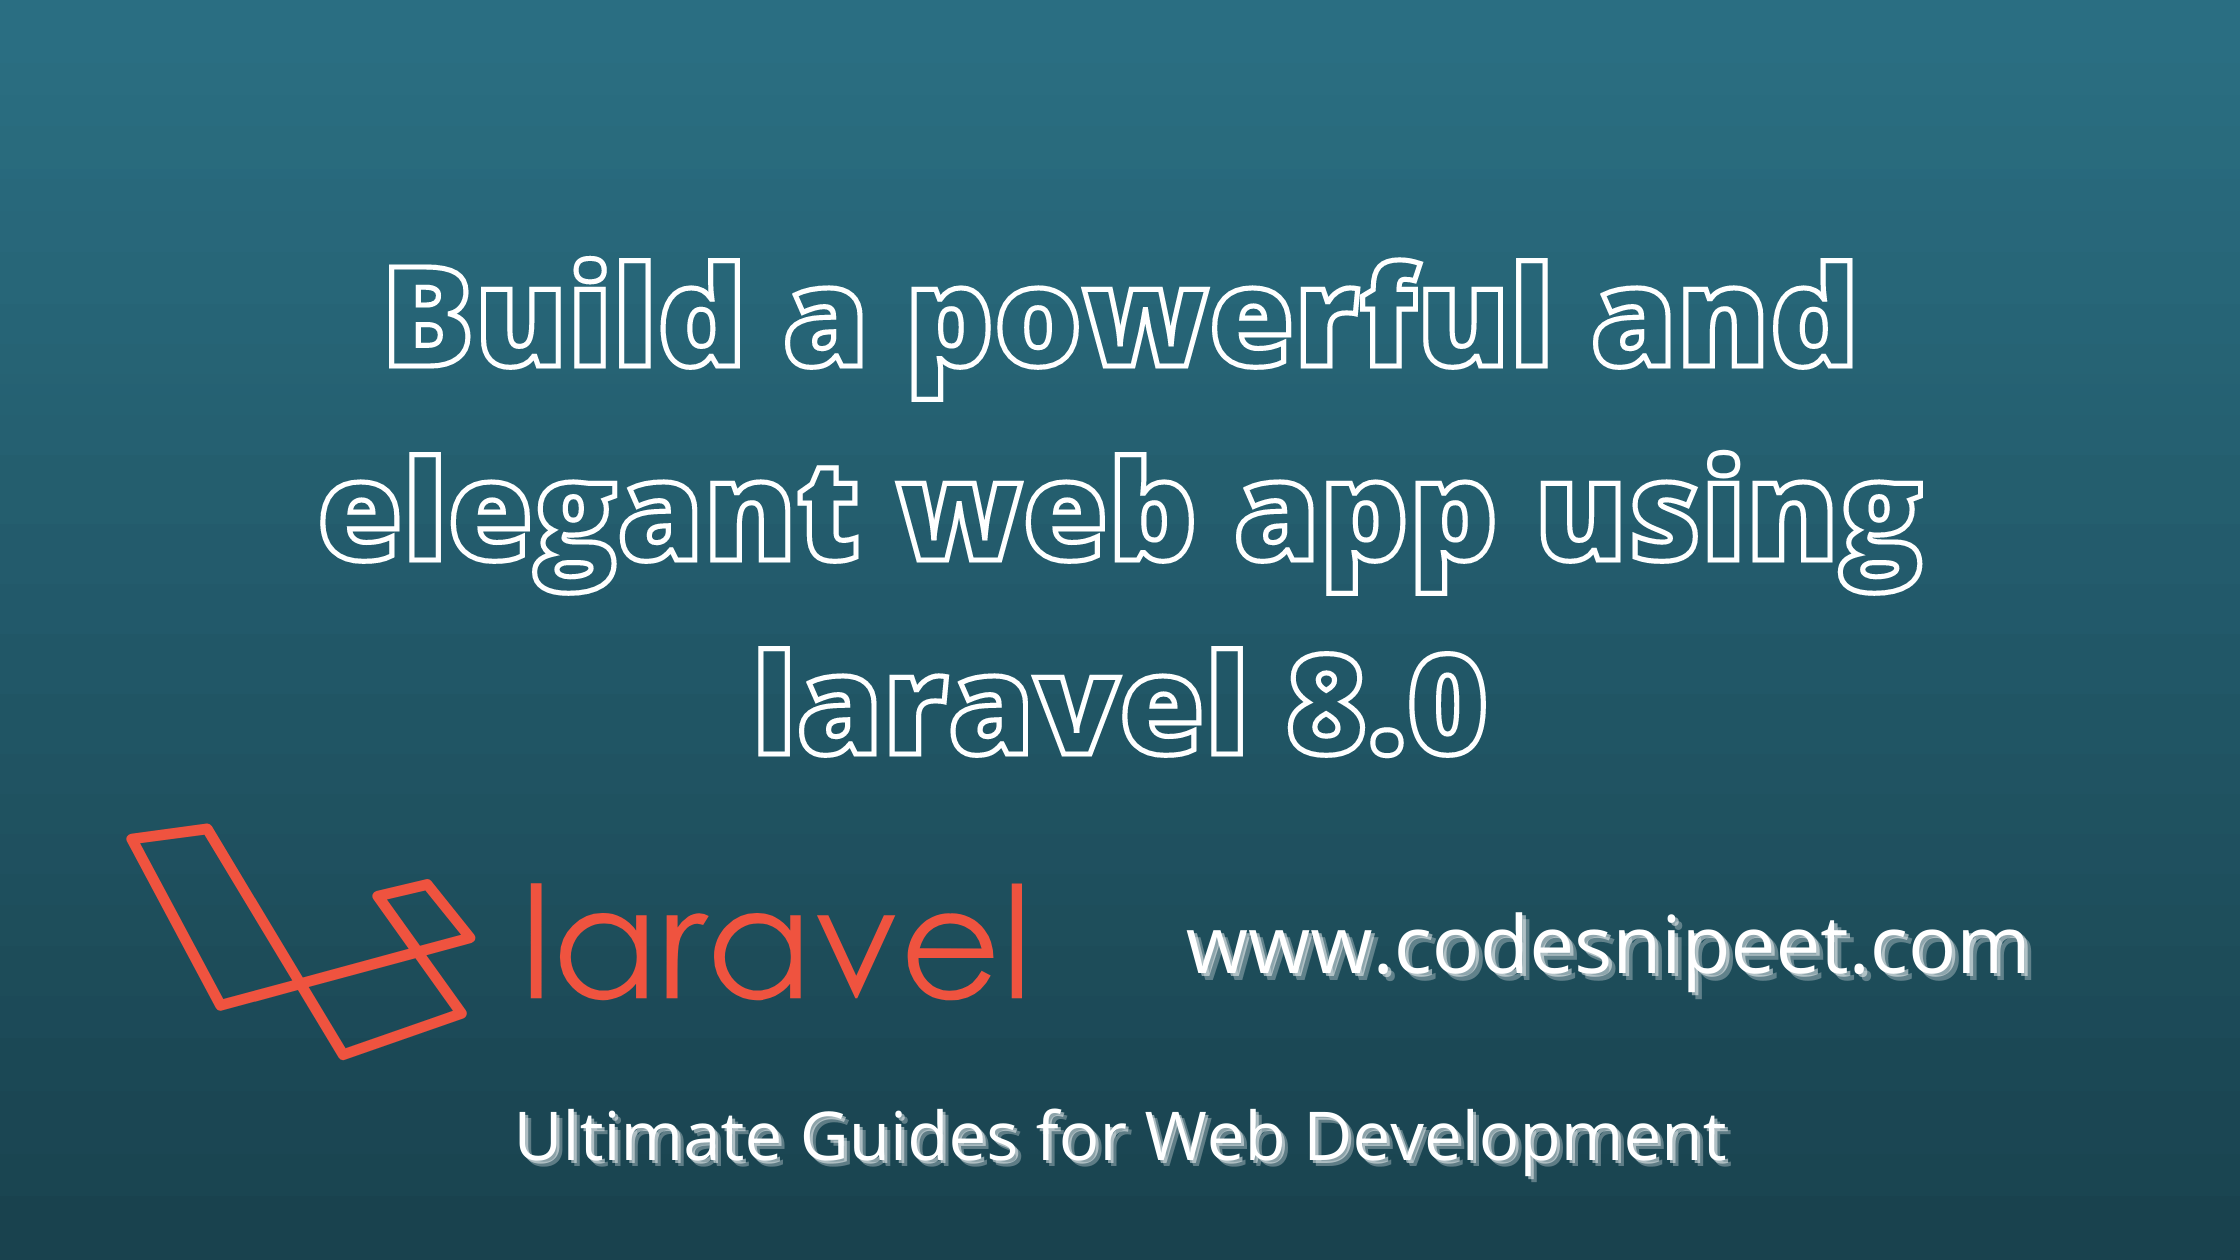 Build a powerful and
elegant web app using
laravel 8.0
laravel
www.codesnipeet.com
Ultimate Guides for Web Development